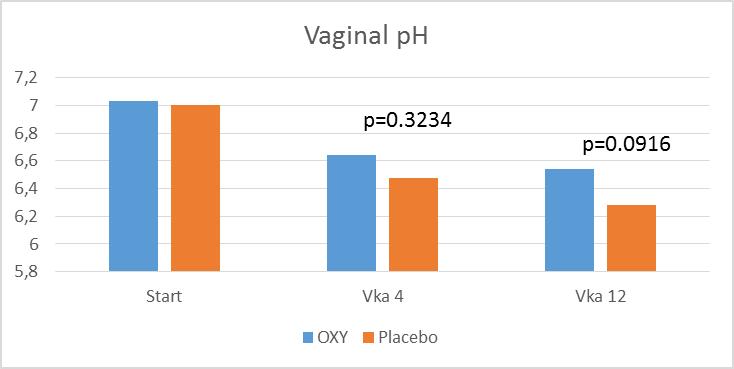 Vaginal pH
7,2
7
6,8
6,6
6,4
6,2
6
5,8
p=0.3234
p=0.0916
Start
Vka 4
Vka 12
OXY
Placebo